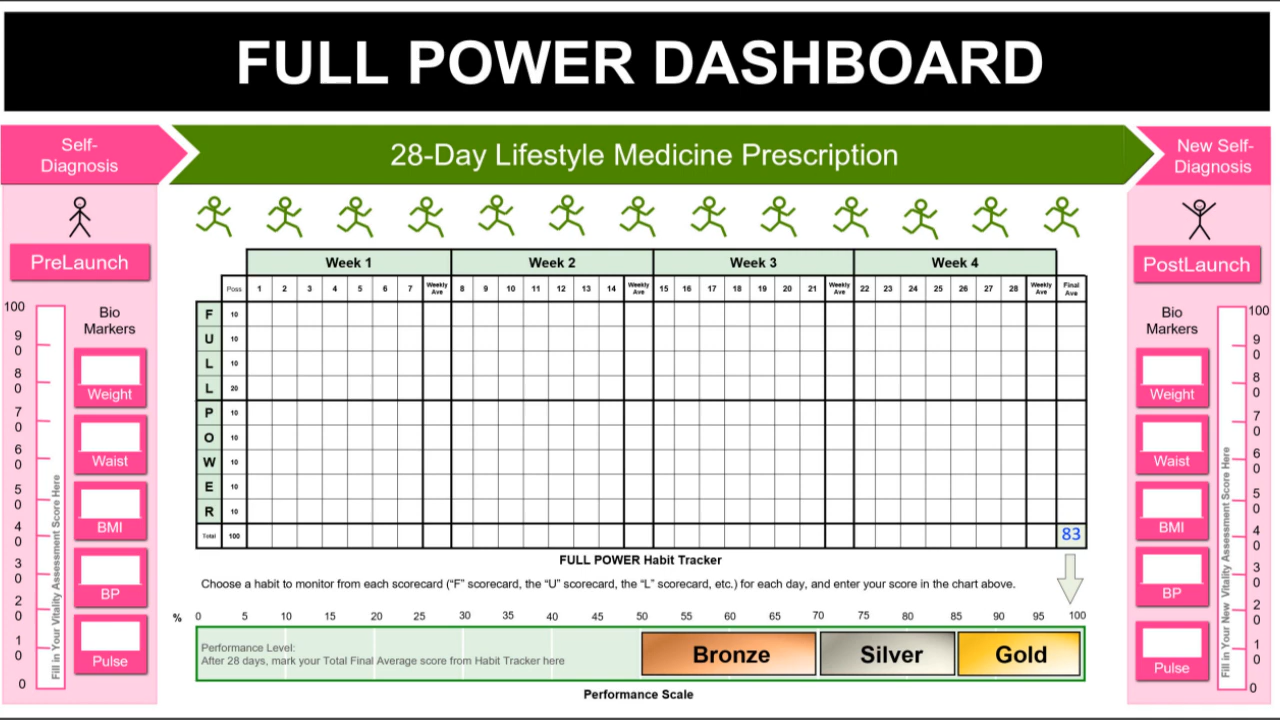 FULL POWER DASHBOARD
Self-
Diagnosis
28-Day Lifestyle Medicine Prescription
New Self-
Diagnosis
PreLaunch
PostLaunch
Week 1 Week 2 Week 3 Week 4
Poss 1 2 3 4 5 6 7 Weekly Ave 8 9 10 11 12 13 14 Weekly Ave 15 16 17 18 19 20 21 Weekly Ave 22 23 24 25 26 27 28 Weekly Ave Final Ave
F 10
U 10
L 10
L 20
P 10
O 10
W 10
E 10
R 10
Total 100 83
FULL POWER Habit Tracker
Choose a habit to monitor from each scorecard (“F” scorecard, the “U” scorecard, the “L” scorecard, etc.) for each day, and enter your score in the chart above.
% 0 5 10 15 20 25 30 35 40 45 50 55 60 65 70 75 80 85 90 95 100
Performance Level:
After 28 days, mark your Total Final Average score from Habit Tracker here
Bronze Silver Gold
Performance Scale
100
90
80
70
60
50
40
30
20
10
0
Fill in Your Vitality Assessment Score Here
Bio
Markers
Weight
Waist
BMI
BP
Pulse
Bio
Markers
Weight
Waist
BMI
BP
Pulse
Fill in Your New Vitality Assessment Score Here
100
90
80
70
60
50
40
30
20
10
0